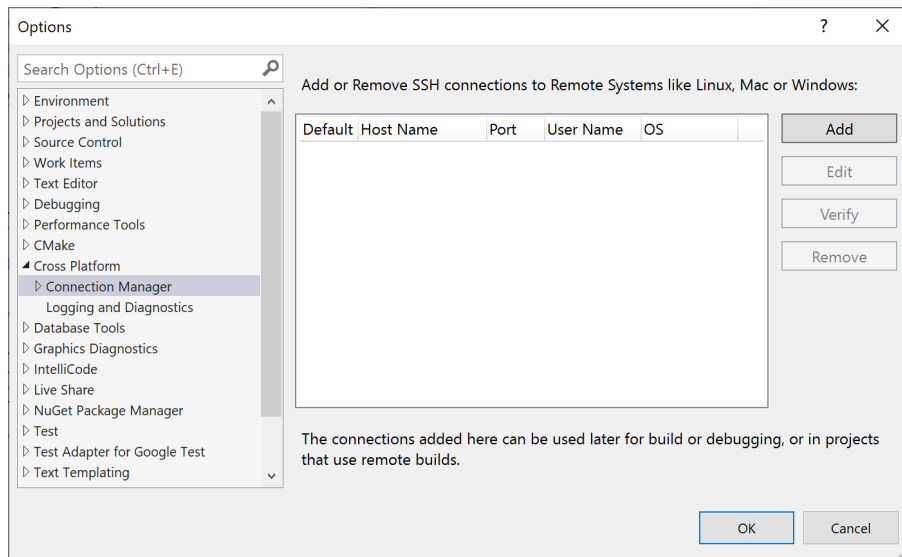 Options
?
Search Options (Ctrl+E)
Environment
Projects and Solutions
Source Control
Work Items
Text Editor
Debugging
Performance Tools
CMake
Cross Platform
Connection Manager
Logging and Diagnostics
Database Tools
Graphics Diagnostics
IntelliCode
Live Share
NuGet Package Manager
Test
Test Adapter for Google Test
Text Templating
Add or Remove SSH connections to Remote Systems like Linux, Mac or Windows:
Default Host Name Port User Name OS
Add
Edit
Verify
Remove
The connections added here can be used later for build or debugging, or in projects
that use remote builds.
OK
Cancel